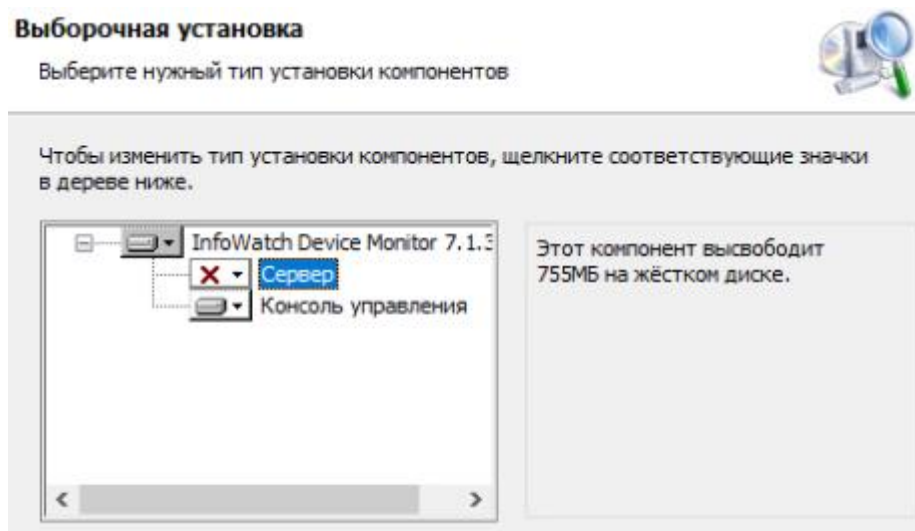 Выборочная установка
Выберите нужный тип установки компонентов
Чтобы изменить тип установки компонентов, щелкните соответствующие значки
в дереве ниже.
InfoWatch Device Monitor 7.1.3
Сервер
Консоль управления
Этот компонент высвободит
755МБ на жёстком диске.